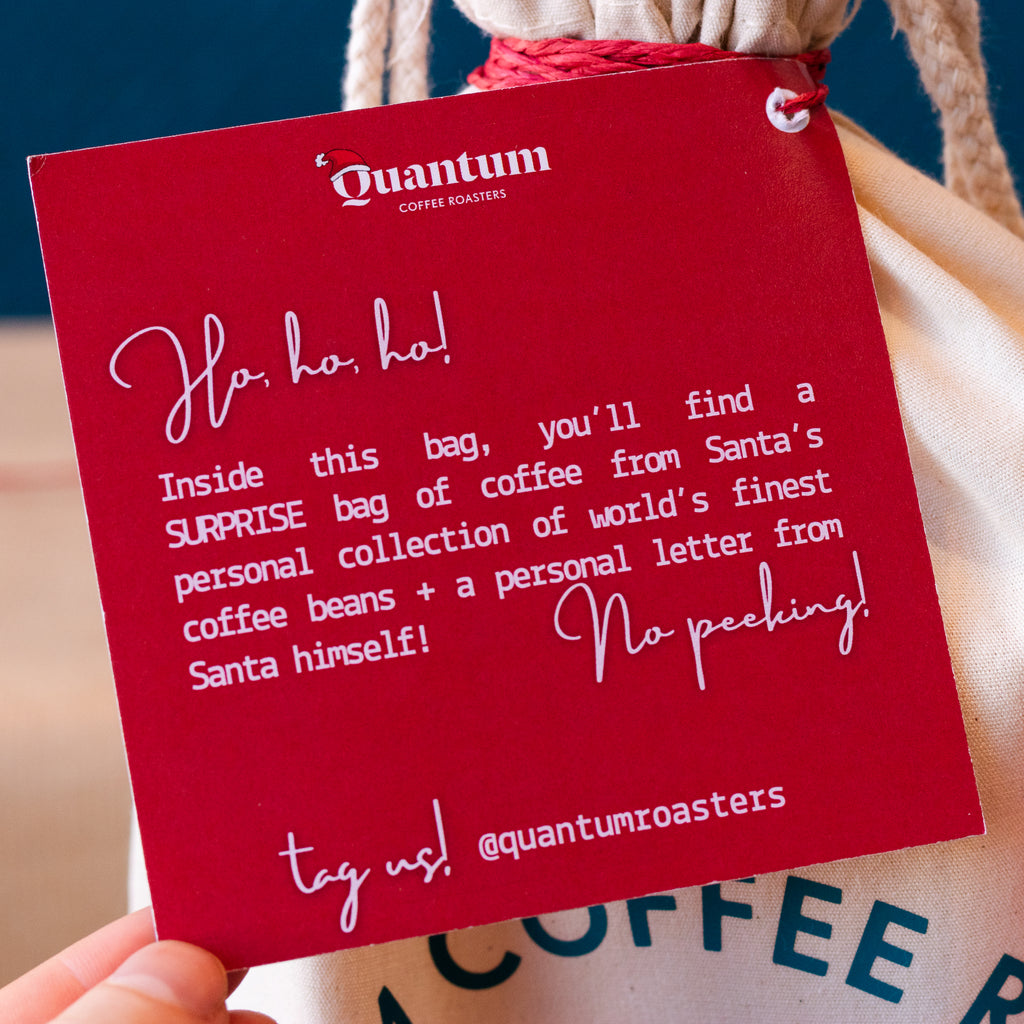 Quantum
COFFEE ROASTERS
Ho, ho, ho!
Inside this bag, you'll find a
SURPRISE bag of coffee from Santa's
personal collection of world's finest
coffee beans + a personal letter from
Santa himself!
No peeking!
tag us! @quantumroasters
COFFEE